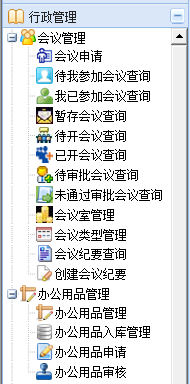 行政管理
会议管理
会议申请
待我参加会议查询
我已参加会议查询
暂存会议查询
待开会议查询
已开会议查询
待审批会议查询
未通过审批会议查询
会议室管理
会议类型管理
会议纪要查询
创建会议纪要
办公用品管理
办公用品管理
办公用品入库管理
办公用品申请
办公用品审核